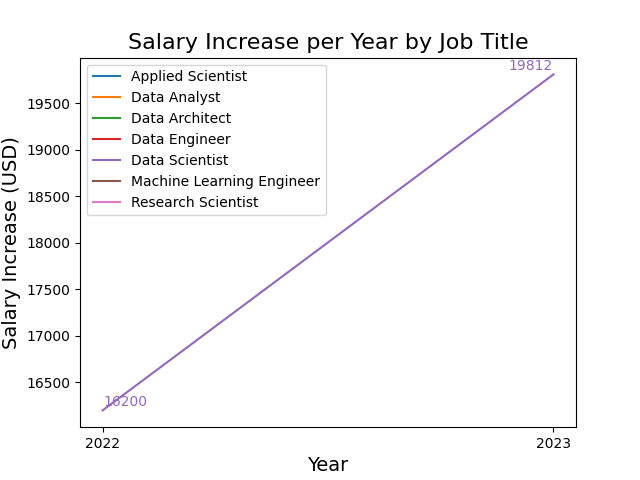 Salary Increase per Year by Job Title
Salary Increase (USD)
19500
19000
18500
18000
17500
17000
16500
Applied Scientist
Data Analyst
Data Architect
Data Engineer
Data Scientist
Machine Learning Engineer
Research Scientist
19812
16200
2022
2023
Year